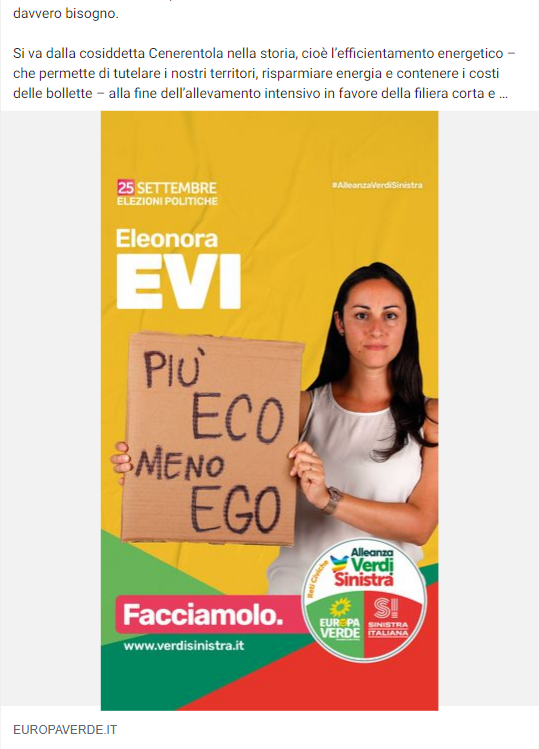 davvero bisogno.
Si va dalla cosiddetta Cenerentola nella storia, cioè l’efficientamento energetico –
che permette di tutelare i nostri territori, risparmiare energia e contenere i costi
delle bollette – alla fine dell’allevamento intensivo in favore della filiera corta e ...
25 SETTEMBRE
ELEZIONI POLITICHE
#AlleanzaVerdiSinistra
Eleonora
EVI
PIÙ
ECO
MENO
EGO
Reti Civiche
Alleanza
Verdi
Sinistra
EUROPA
VERDE
SI
SINISTRA
ITALIANA
Facciamolo.
www.verdisinistra.it
EUROPAVERDE.IT